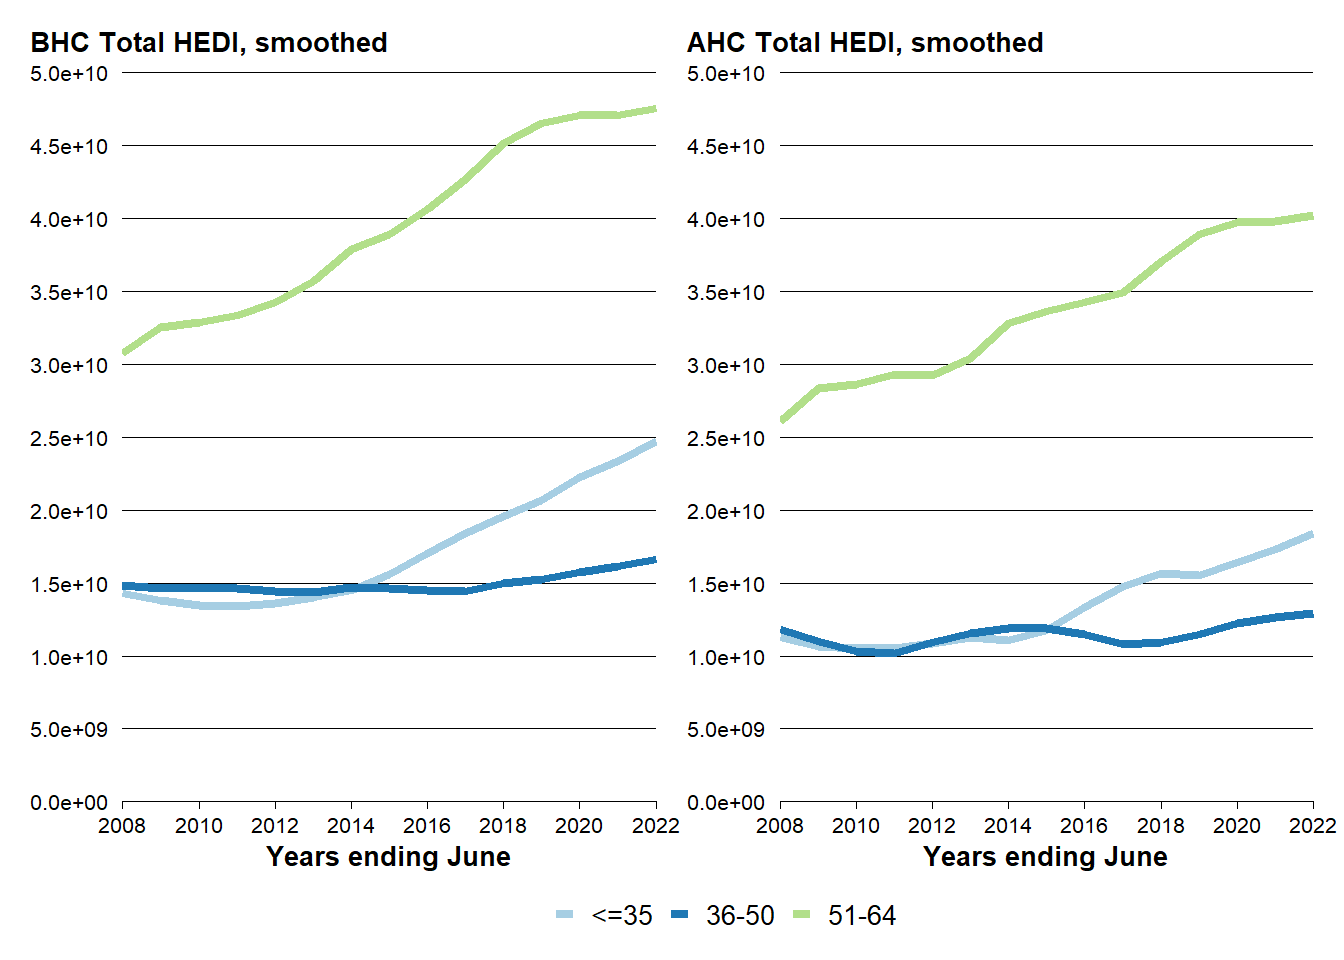 BHC Total HEDI, smoothed
5.0e+10
4.5e+10
4.0e+10
3.5e+10
3.0e+10
2.5e+10
2.0e+10
1.5e+10
1.0e+10
5.0e+09
0.0e+00
2008 2010 2012 2014 2016 2018 2020 2022
Years ending June
AHC Total HEDI, smoothed
5.0e+10
4.5e+10
4.0e+10
3.5e+10
3.0e+10
2.5e+10
2.0e+10
1.5e+10
1.0e+10
5.0e+09
0.0e+00
2008 2010 2012 2014 2016 2018 2020 2022
Years ending June
<=35 36-50 51-64